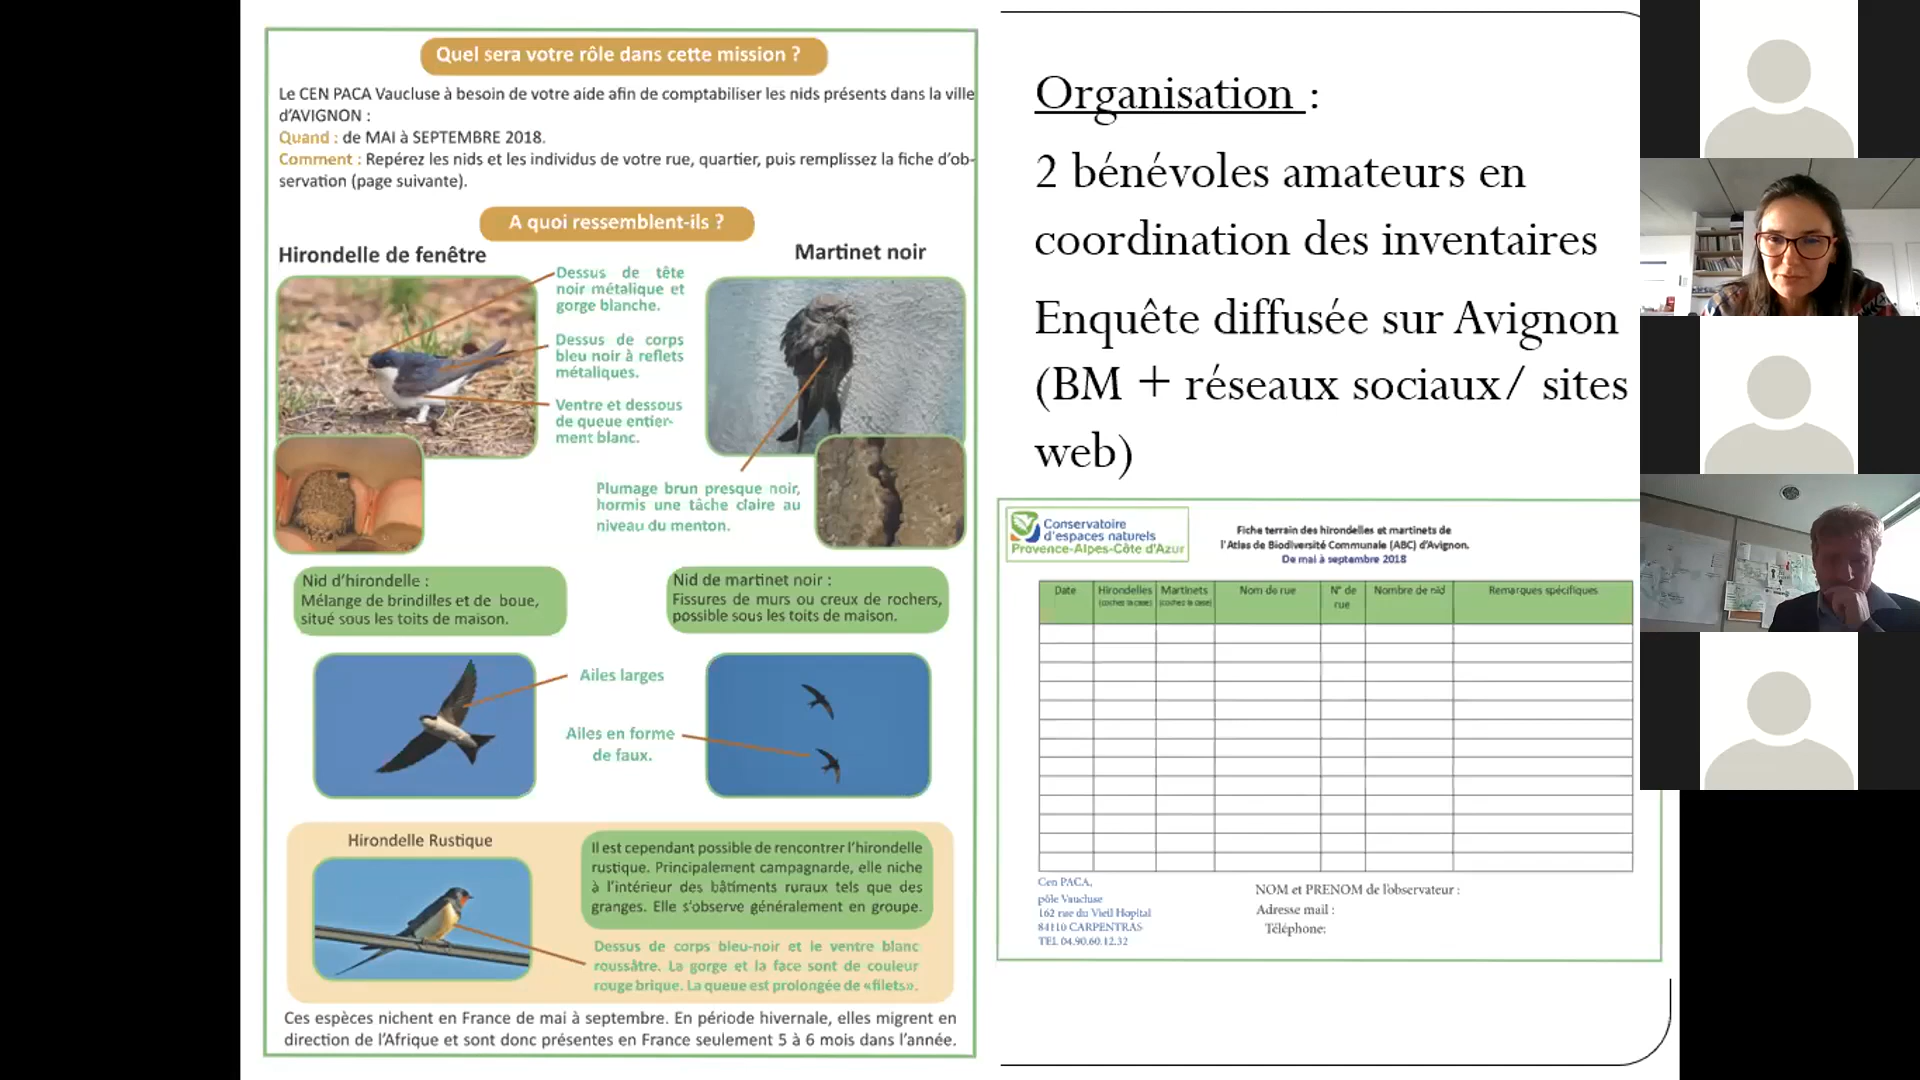 Quel sera votre rôle dans cette mission ?
Le CEN PACA Vaucluse à besoin de votre aide afin de comptabiliser les nids présents dans la ville
d'AVIGNON :
Quand : de MAI à SEPTEMBRE 2018.
Comment : Repérez les nids et les individus de votre rue, quartier, puis remplissez la fiche d'ob-
servation (page suivante).
A quoi ressemblent-ils ?
Hirondelle de fenêtre
Martinet noir
Dessus de tête
noir métalique et
gorge blanche.
Dessus de corps
bleu noir à reflets
métaliques.
Ventre et dessous
de queue entier-
ment blanc.
Plumage brun presque noir,
hormis une tâche claire au
niveau du menton.
Nid d'hirondelle :
Mélange de brindilles et de boue,
situé sous les toits de maison.
Nid de martinet noir :
Fissures de murs ou creux de rochers,
possible sous les toits de maison.
Ailes larges
Ailes en forme
de faux.
Hirondelle Rustique
Il est cependant possible de rencontrer l'hirondelle
rustique. Principalement campagnarde, elle niche
à l'intérieur des bâtiments ruraux tels que des
granges. Elle s'observe généralement en groupe.
Dessus de corps bleu-noir et le ventre blanc
roussâtre. La gorge et la face sont de couleur
rouge brique. La queue est prolongée de «filets».
Ces espèces nichent en France de mai à septembre. En période hivernale, elles migrent en
direction de l'Afrique et sont donc présentes en France seulement 5 à 6 mois dans l'année.
Organisation :
2 bénévoles amateurs en
coordination des inventaires
Enquête diffusée sur Avignon
(BM + réseaux sociaux/ sites
web)
Conservatoire
d'espaces naturels
Provence-Alpes-Côte d'Azur
Fiche terrain des hirondelles et martinets de
l'Atlas de Biodiversité Communale (ABC) d'Avignon.
De mai à septembre 2018
Date
Hirondelles
(cochez la case)
Martinets
(cochez la case)
Nom de rue
N° de
rue
Nombre de nid
Remarques spécifiques
Cen PACA,
pôle Vaucluse
162 rue du Vieil Hopital
84110 CARPENTRAS
TEL 04.90.60.12.32
NOM et PRENOM de l'observateur :
Adresse mail :
Téléphone: